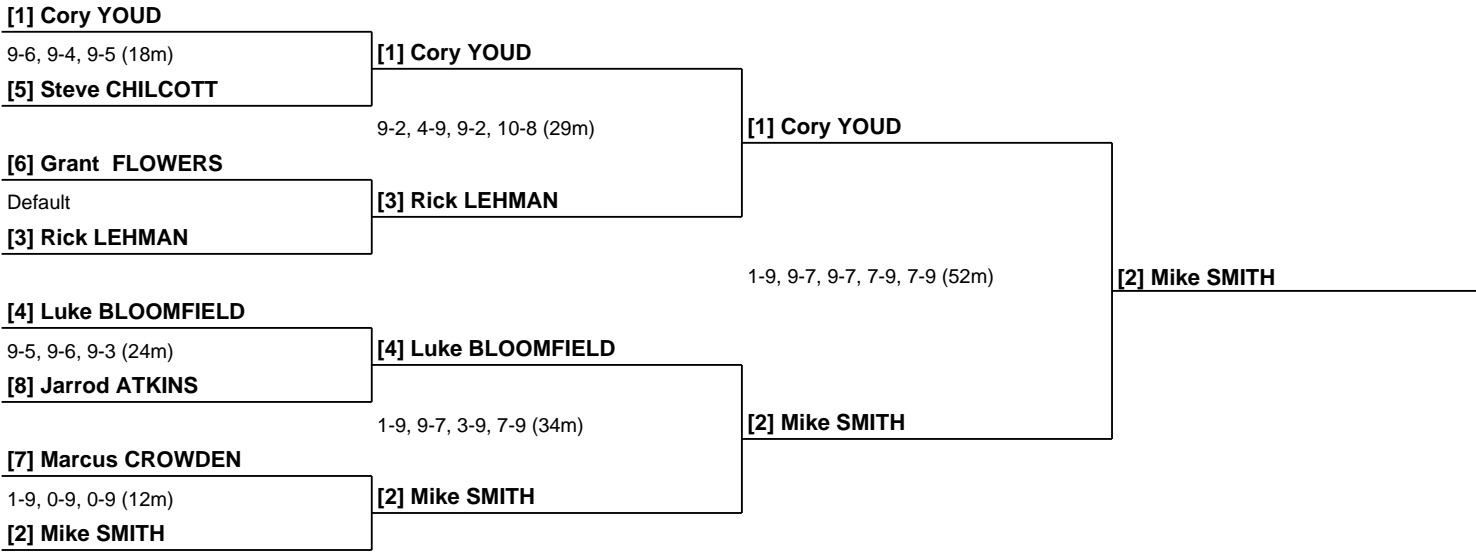 [1] Cory YOUD
9-6, 9-4, 9-5 (18m)
[1] Cory YOUD
[5] Steve CHILCOTT
9-2, 4-9, 9-2, 10-8 (29m)
[1] Cory YOUD
[6] Grant  FLOWERS
Default
[3] Rick LEHMAN
[3] Rick LEHMAN
1-9, 9-7, 9-7, 7-9, 7-9 (52m)
[2] Mike SMITH
[4] Luke BLOOMFIELD
9-5, 9-6, 9-3 (24m)
[4] Luke BLOOMFIELD
[8] Jarrod ATKINS
1-9, 9-7, 3-9, 7-9 (34m)
[2] Mike SMITH
[7] Marcus CROWDEN
1-9, 0-9, 0-9 (12m)
[2] Mike SMITH
[2] Mike SMITH